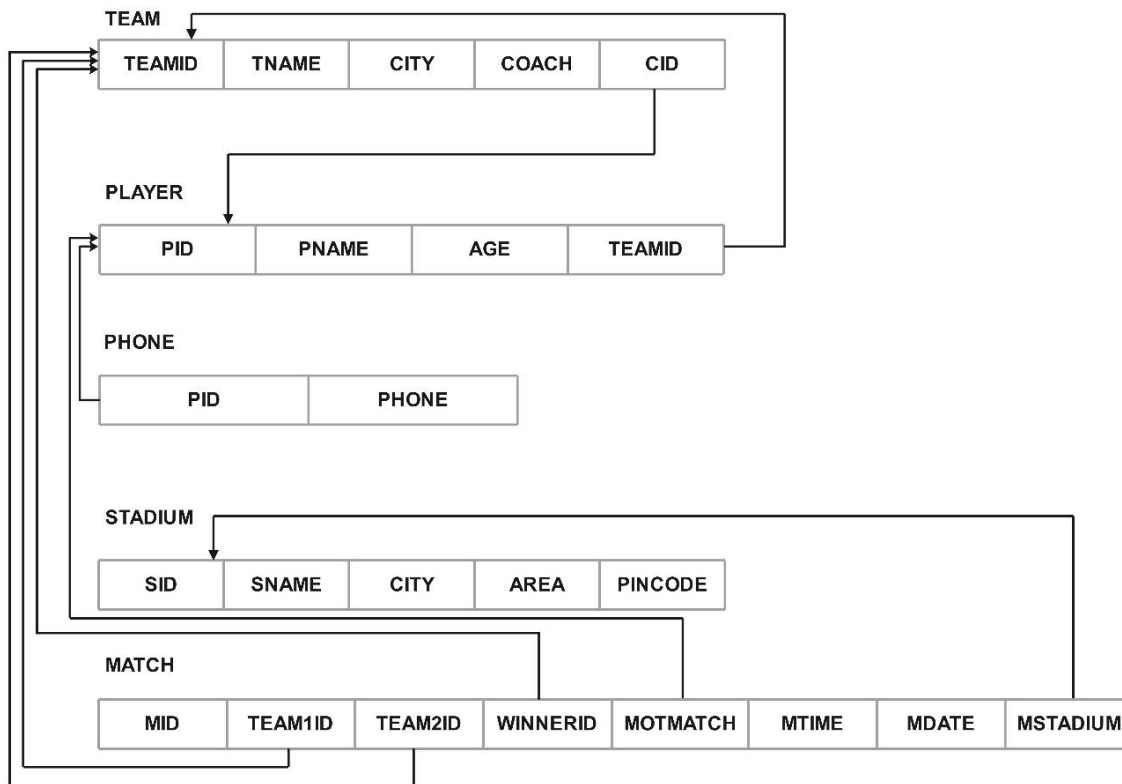 TEAM
TEAMID TNAME CITY COACH CID
PLAYER
PID PNAME AGE TEAMID
PHONE
PID PHONE
STADIUM
SID SNAME CITY AREA PINCODE
MATCH
MID TEAM1ID TEAM2ID WINNERID MOTMATCH MTIME MDATE MSTADIUM